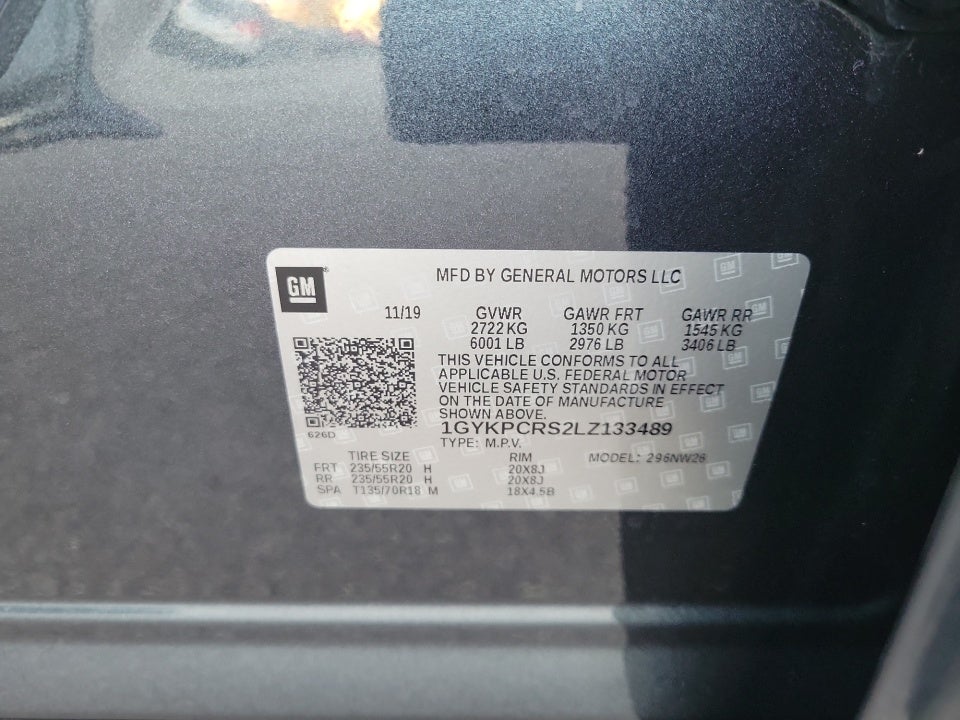 GM
MFD BY GENERAL MOTORS LLC
11/19 GVWR GAWR FRT GAWR RR
2722 KG 1350 KG 1545 KG
6001 LB 2976 LB 3406 LB
THIS VEHICLE CONFORMS TO ALL
APPLICABLE U.S. FEDERAL MOTOR
VEHICLE SAFETY STANDARDS IN EFFECT
ON THE DATE OF MANUFACTURE
SHOWN ABOVE.
626D
1GYKPCRS2LZ133489
TYPE: M.P.V.
TIRE SIZE RIM MODEL: 296NW26
FRT 235/55R20 H 20X8J
RR 235/55R20 H 20X8J
SPA T135/70R18 M 18X4.5B